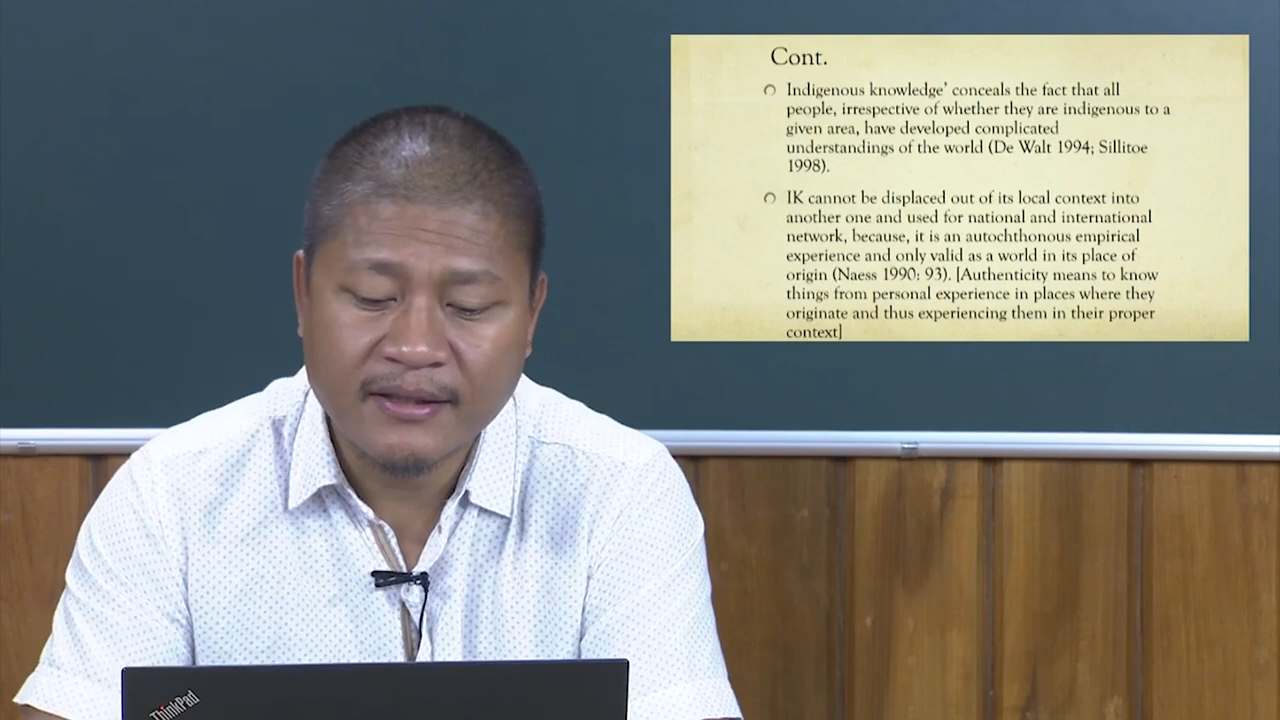 Cont.
Indigenous knowledge’ conceals the fact that all
people, irrespective of whether they are indigenous to a
given area, have developed complicated
understandings of the world (De Walt 1994; Sillitoe
1998).
IK cannot be displaced out of its local context into
another one and used for national and international
network, because, it is an autochthonous empirical
experience and only valid as a world in its place of
origin (Naess 1990: 93). [Authenticity means to know
things from personal experience in places where they
originate and thus experiencing them in their proper
context]
ThinkPad